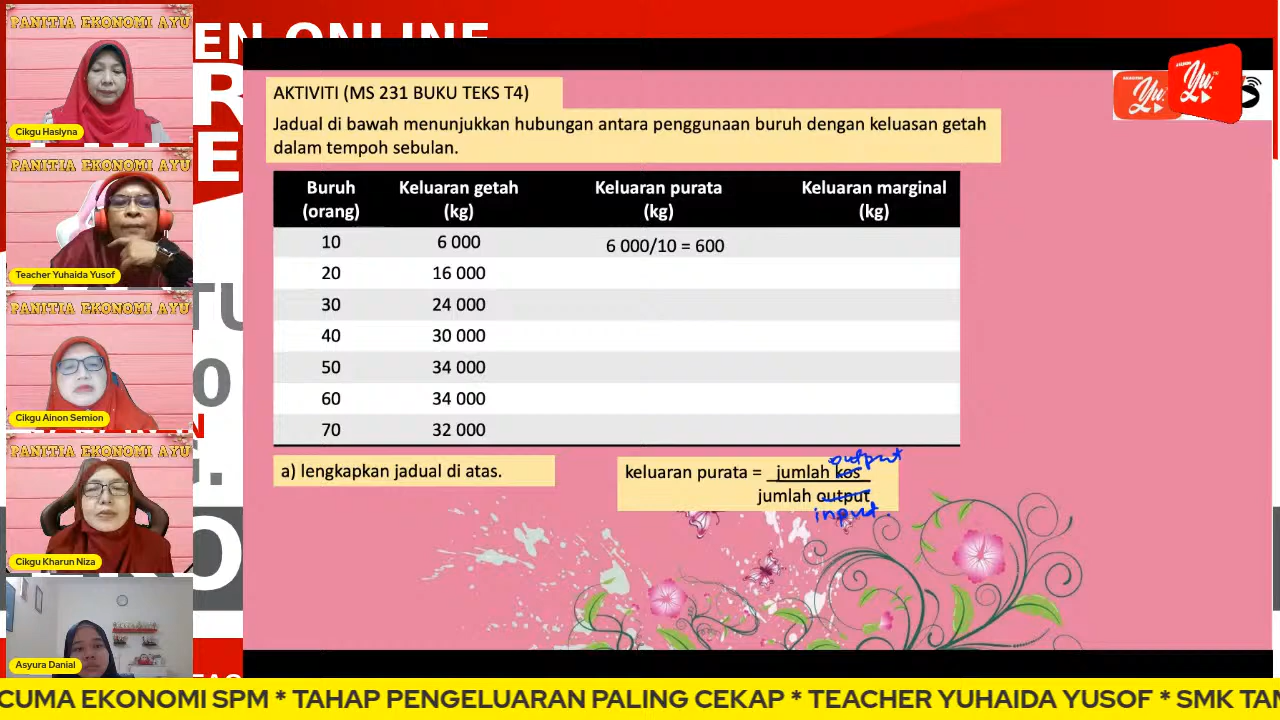 PANITIA EKONOMI AYU
Cikgu Haslyna
PANITIA EKONOMI AYU
Teacher Yuhaida Yusof
PANITIA EKONOMI AYU
Cikgu Ainon Semion
PANITIA EKONOMI AYU
Cikgu Kharun Niza
Asyura Danial
EN ONLINE
AKTIVITI (MS 231 BUKU TEKS T4)
Jadual di bawah menunjukkan hubungan antara penggunaan buruh dengan keluasan getah
dalam tempoh sebulan.
Buruh (orang) Keluaran getah (kg) Keluaran purata (kg) Keluaran marginal (kg)
10 6 000 6 000/10 = 600
20 16 000
30 24 000
40 30 000
50 34 000
60 34 000
70 32 000
a) lengkapkan jadual di atas.
keluaran purata = jumlah kos output
jumlah output
input.
Yu.
Yu.
CUMA EKONOMI SPM * TAHAP PENGELUARAN PALING CEKAP * TEACHER YUHAIDA YUSOF * SMK TAN